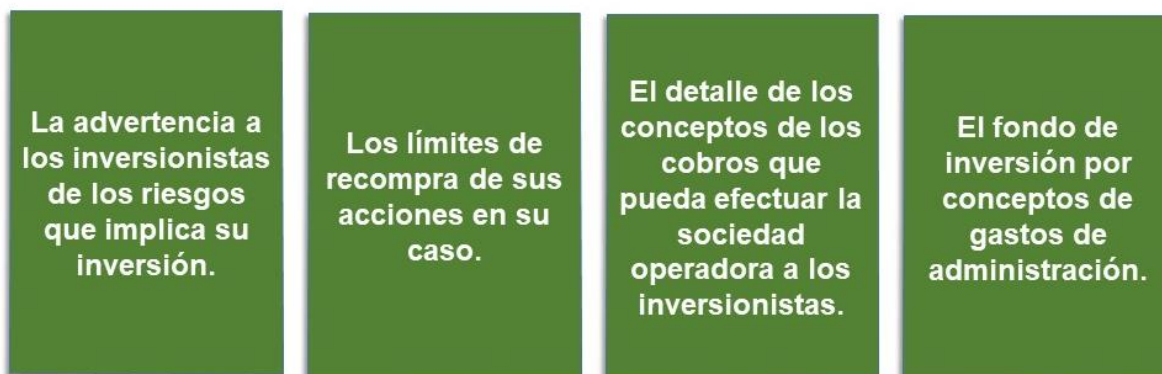 La advertencia a
los inversionistas
de los riesgos
que implica su
inversión.
Los límites de
recompra de sus
acciones en su
caso.
El detalle de los
conceptos de los
cobros que
pueda efectuar la
sociedad
operadora a los
inversionistas.
El fondo de
inversión por
conceptos de
gastos de
administración.